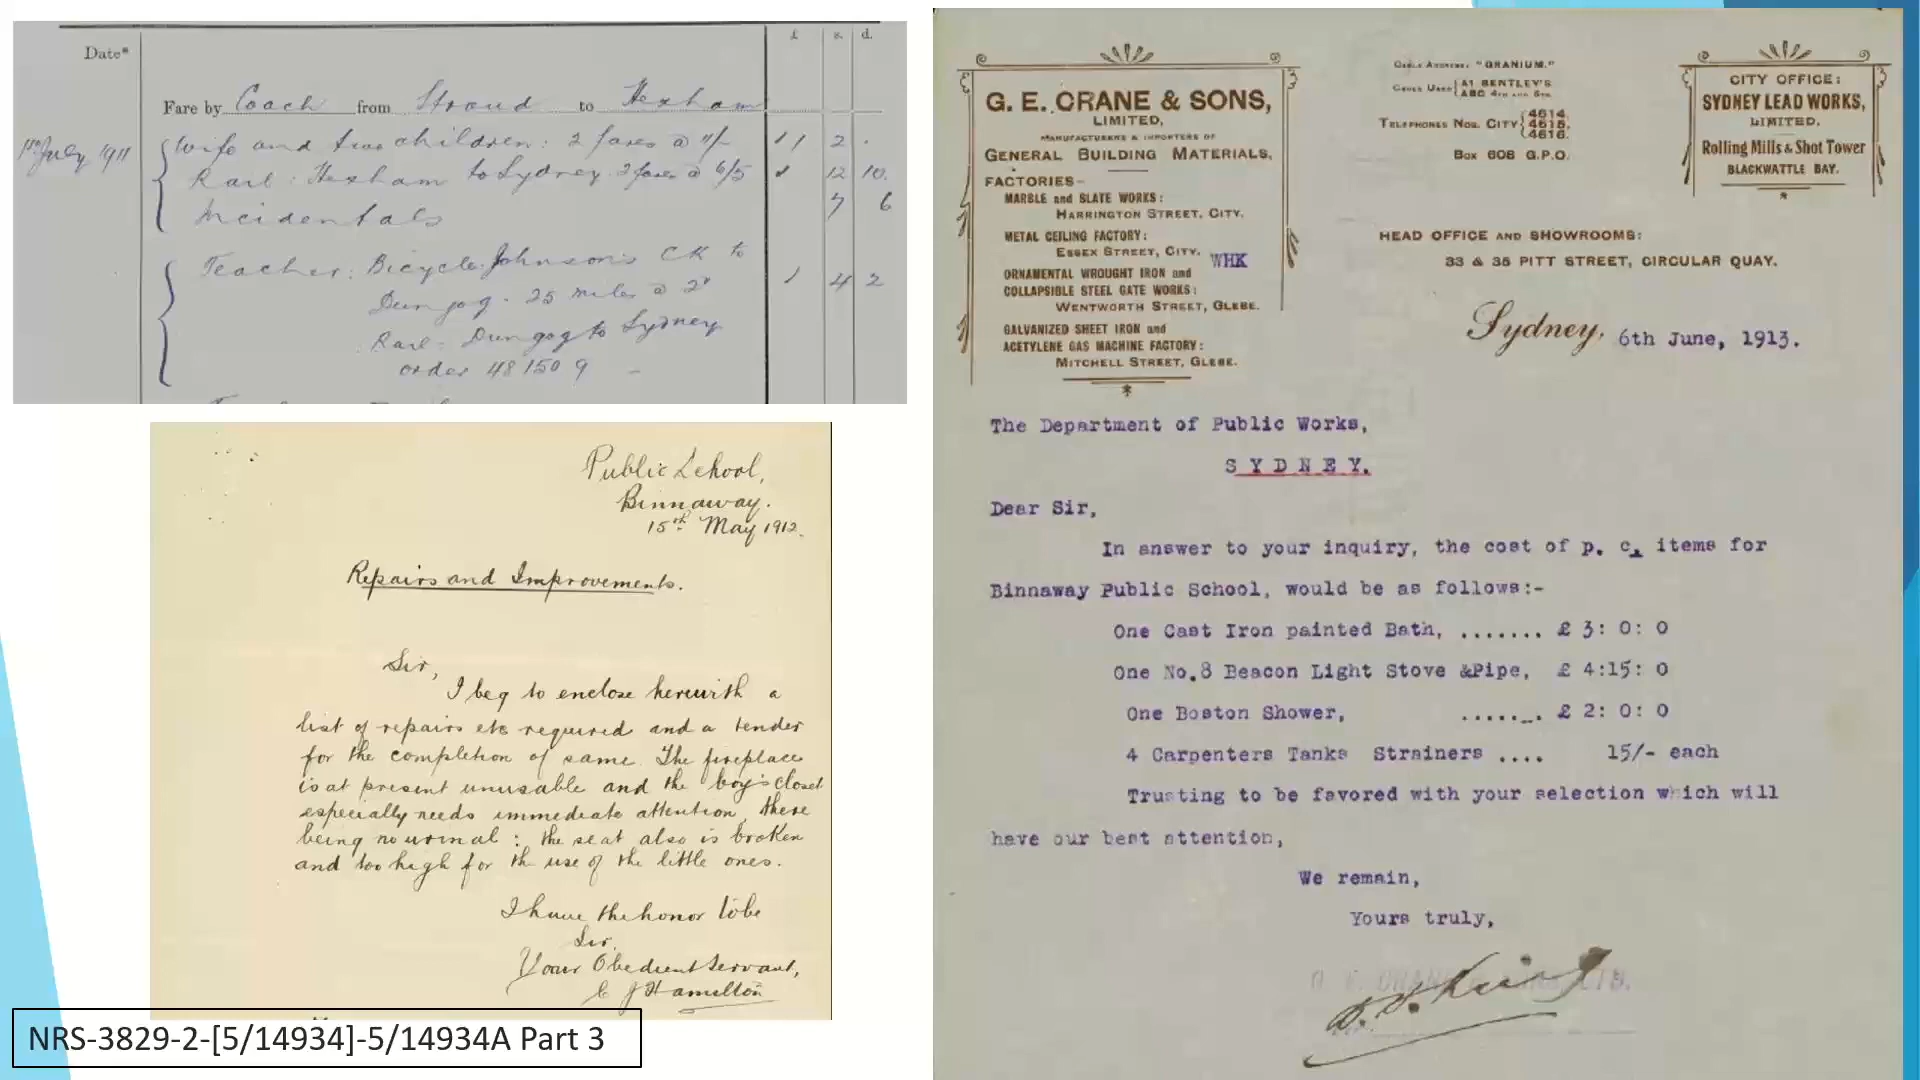 £ s. d.
Date*
Fare by Coach from Stroud to Hexham
11th July 1911
Wife and two children: 2 fares @ 11/- 1 2 .
Rail: Hexham to Sydney 2 fares @ 6/5 12 10.
Incidentals 7 6
Teacher: Bicycle Johnson's CK to
Dungog. 25 miles @ 2d 4 2
Rail: Dungog to Sydney
order 48150 9 -
Public School,
Binnaway.
15th May 1912.
Repairs and Improvements.
Sir,
I beg to enclose herewith a
list of repairs etc required and a tender
for the completion of same. The fireplace
is at present unusable and the boy's closet
especially needs immediate attention, there
being no urinal: the seat also is broken
and too high for the use of the little ones.
I have the honor to be
Sir,
Your Obedient Servant,
C J Hamilton
NRS-3829-2-[5/14934]-5/14934A Part 3
G. E. CRANE & SONS,
LIMITED,
MANUFACTURERS & IMPORTERS OF
GENERAL BUILDING MATERIALS.
FACTORIES-
MARBLE and SLATE WORKS:
HARRINGTON STREET, CITY.
METAL CEILING FACTORY:
ESSEX STREET, CITY.
WHK
ORNAMENTAL WROUGHT IRON and
COLLAPSIBLE STEEL GATE WORKS:
WENTWORTH STREET, GLEBE.
GALVANIZED SHEET IRON and
ACETYLENE GAS MACHINE FACTORY:
MITCHELL STREET, GLEBE.
CABLE ADDRESS, "GRANIUM."
CODES USED A1 BENTLEY'S
ABC 4TH AND 5TH.
TELEPHONES NOS. CITY 4614.
4615.
4616.
BOX 608 G.P.O.
CITY OFFICE:
SYDNEY LEAD WORKS,
LIMITED.
Rolling Mills & Shot Tower
BLACKWATTLE BAY.
HEAD OFFICE AND SHOWROOMS:
33 & 35 PITT STREET, CIRCULAR QUAY.
Sydney, 6th June, 1913.
The Department of Public Works,
SYDNEY.
Dear Sir,
In answer to your inquiry, the cost of p. c. items for
Binnaway Public School, would be as follows:-
One Cast Iron painted Bath, ....... £ 3: 0: 0
One No.8 Beacon Light Stove &Pipe, £ 4:15: 0
One Boston Shower, ....... £ 2: 0: 0
4 Carpenters Tanks Strainers .... 15/- each
Trusting to be favored with your selection which will
have our best attention,
We remain,
Yours truly,